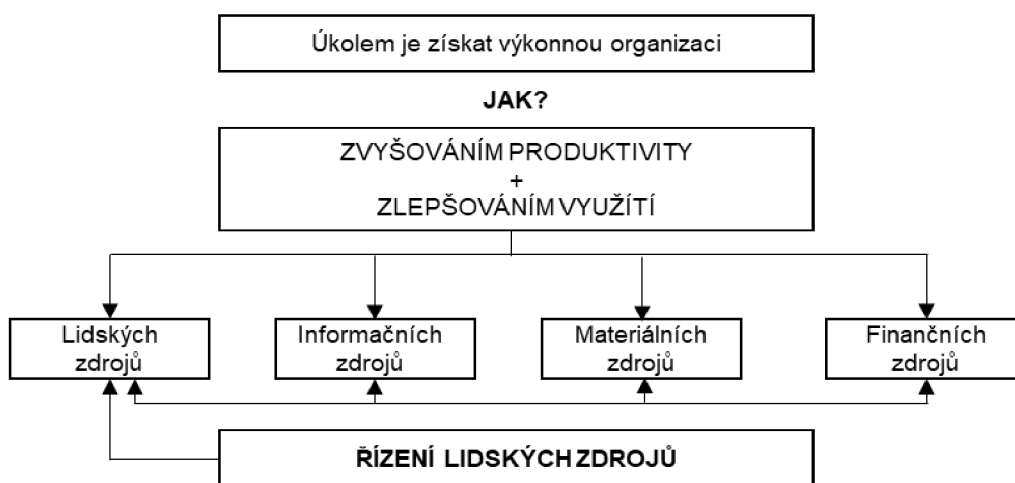 Úkolem je získat výkonnou organizaci
JAK?
ZVYŠOVÁNÍM PRODUKTIVITY
+
ZLEPŠOVÁNÍM VYUŽÍTÍ
Lidských
zdrojů
Informačních
zdrojů
Materiálních
zdrojů
Finančních
zdrojů
ŘÍZENÍ LIDSKÝCH ZDROJŮ